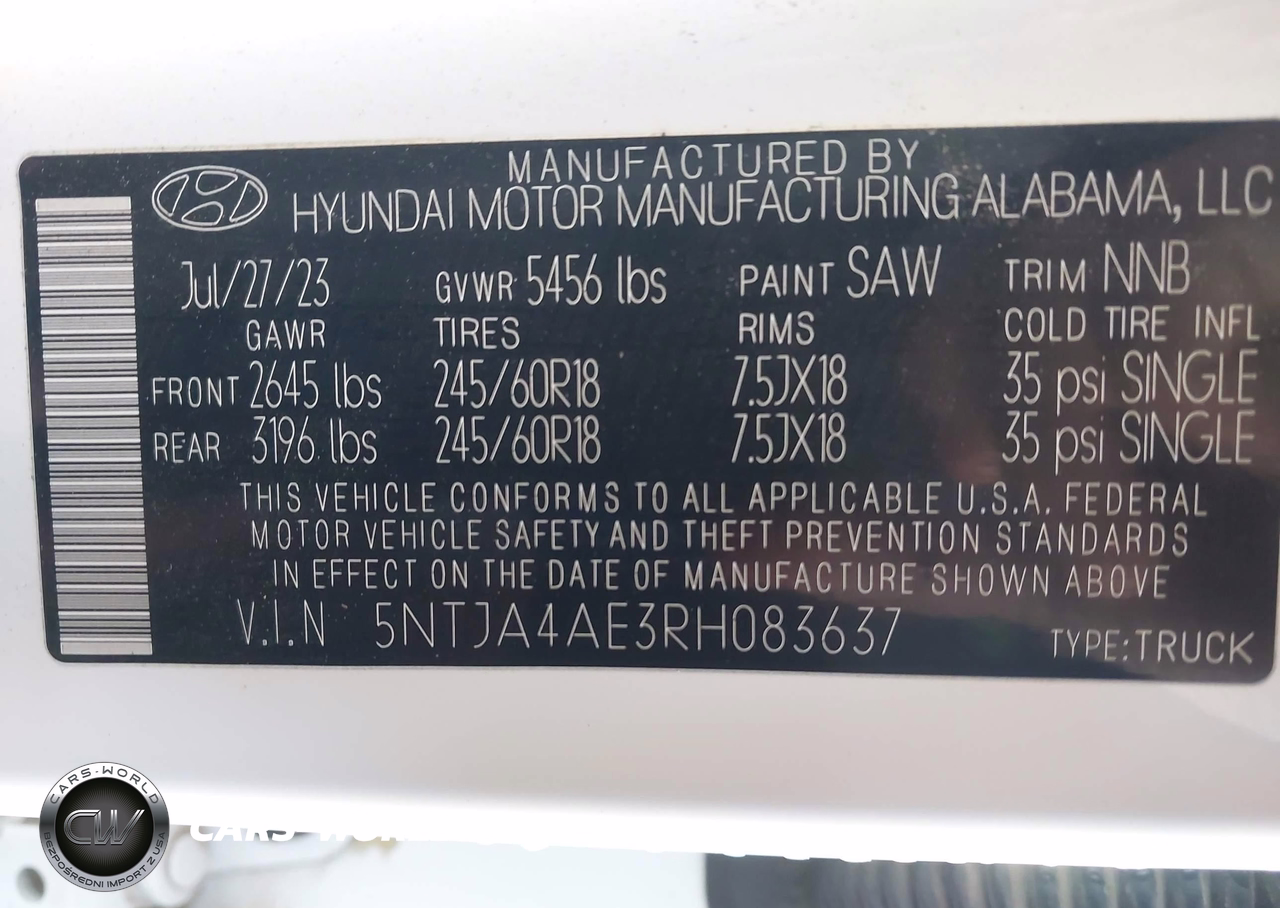 MANUFACTURED BY
HYUNDAI MOTOR MANUFACTURING ALABAMA, LLC
Jul/27/23 GVWR 5456 lbs PAINT SAW TRIM NNB
GAWR TIRES RIMS COLD TIRE INFL
FRONT 2645 lbs 245/60R18 7.5JX18 35 psi SINGLE
REAR 3196 lbs 245/60R18 7.5JX18 35 psi SINGLE
THIS VEHICLE CONFORMS TO ALL APPLICABLE U.S.A. FEDERAL
MOTOR VEHICLE SAFETY AND THEFT PREVENTION STANDARDS
IN EFFECT ON THE DATE OF MANUFACTURE SHOWN ABOVE
V.I.N 5NTJA4AE3RH083637 TYPE:TRUCK
CARS-WORLD
CW
BEZPOŚREDNI IMPORT Z USA